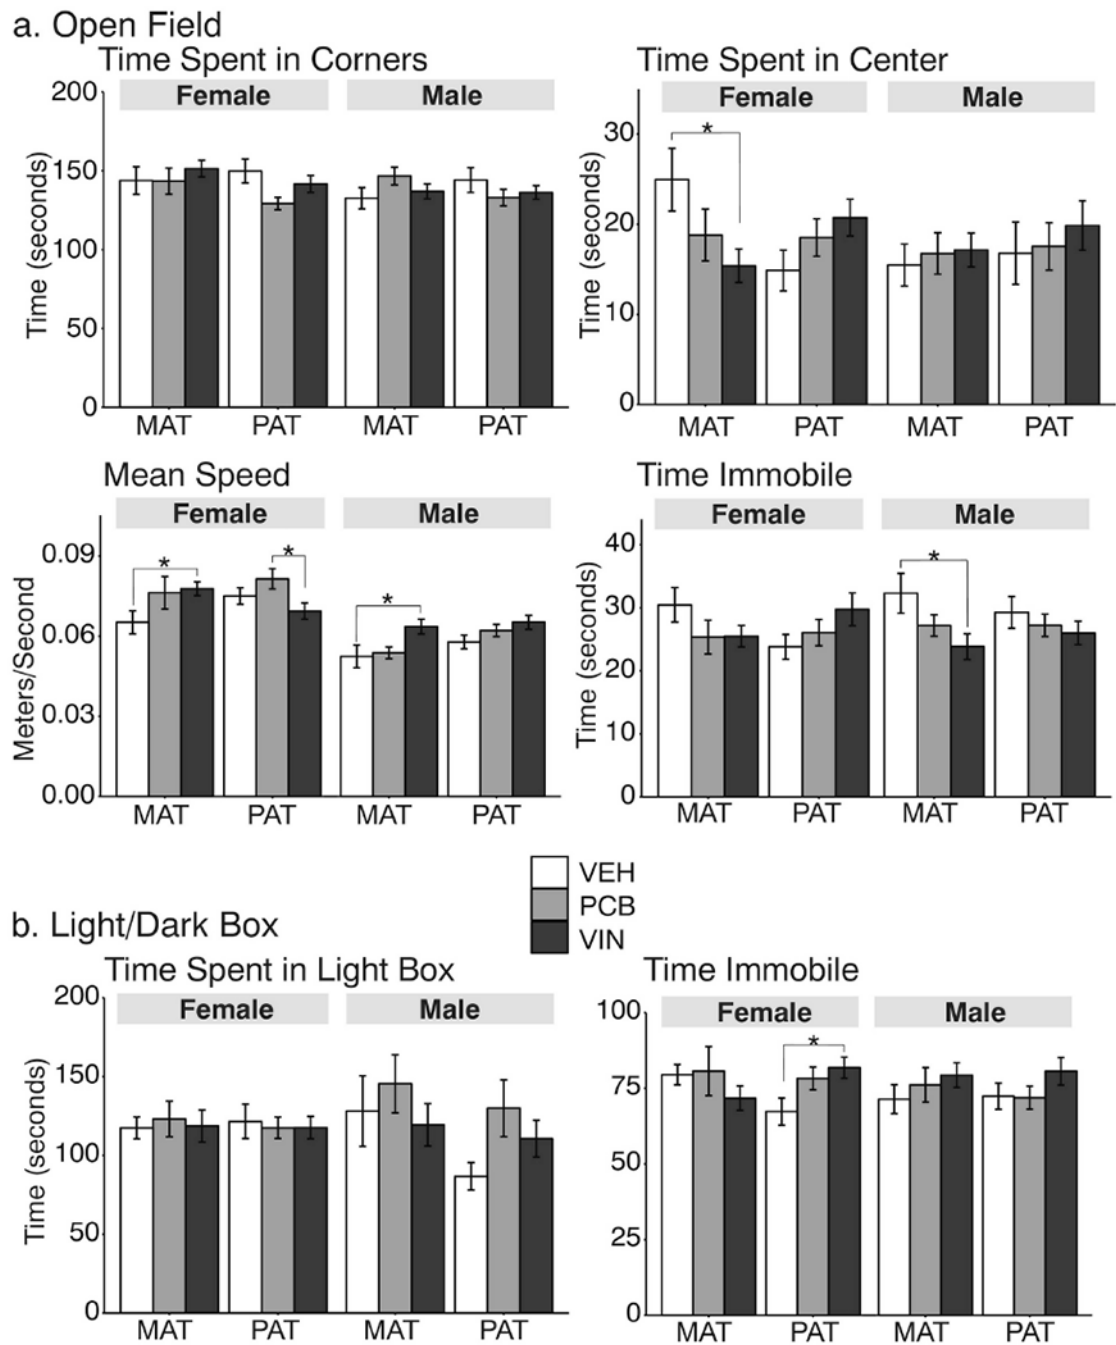 a. Open Field
Time Spent in Corners
Female
Male
Time (seconds)
200
150
100
50
0
MAT PAT MAT PAT
Time Spent in Center
Female
Male
Time (seconds)
30
20
10
0
MAT PAT MAT PAT
*
Mean Speed
Female
Male
Meters/Second
0.09
0.06
0.03
0.00
MAT PAT MAT PAT
*
*
*
Time Immobile
Female
Male
Time (seconds)
40
30
20
10
0
MAT PAT MAT PAT
*
VEH
PCB
VIN
b. Light/Dark Box
Time Spent in Light Box
Female
Male
Time (seconds)
200
150
100
50
0
MAT PAT MAT PAT
Time Immobile
Female
Male
100
75
50
25
0
MAT PAT MAT PAT
*